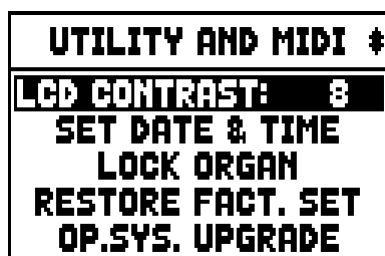 UTILITY AND MIDI
LCD CONTRAST: 8
SET DATE & TIME
LOCK ORGAN
RESTORE FACT. SET
OP.SYS. UPGRADE